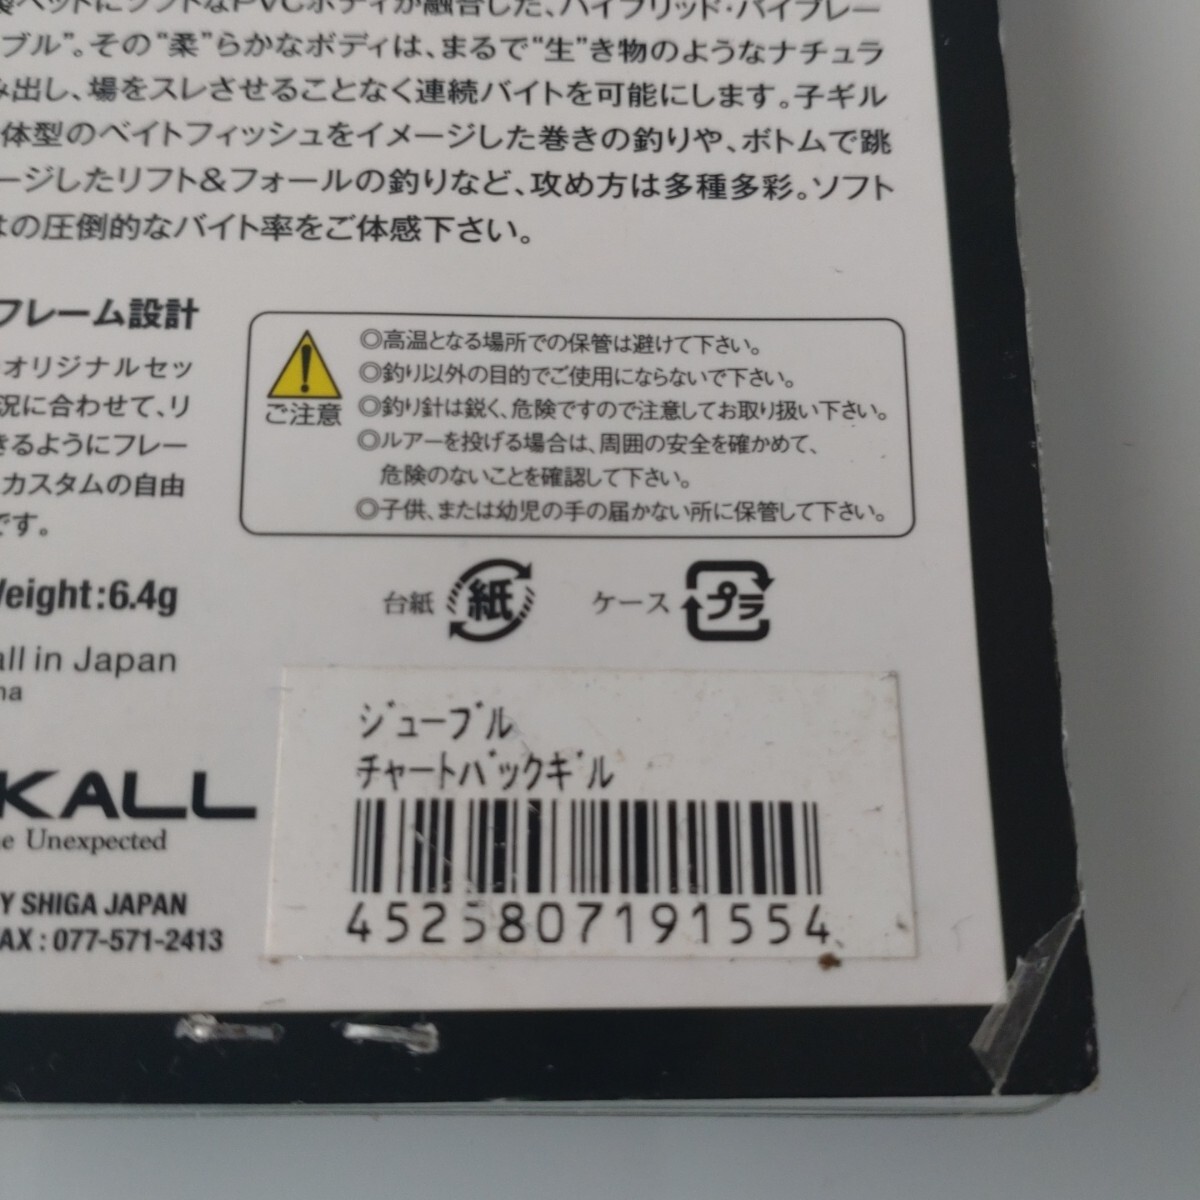 製ヘッドにソフトなPVCボディが融合した、ハイブリッド・バイブレー
ブル”。その“柔”らかなボディは、まるで“生”き物のようなナチュラ
み出し、場をスレさせることなく連続バイトを可能にします。子ギル
体型のベイトフィッシュをイメージした巻きの釣りや、ボトムで跳
ージしたリフト&フォールの釣りなど、攻め方は多種多彩。ソフト
はの圧倒的なバイト率をご体感下さい。
フレーム設計
オリジナルセッ
況に合わせて、リ
きるようにフレー
カスタムの自由
です。
ご注意
◎高温となる場所での保管は避けて下さい。
◎釣り以外の目的でご使用にならないで下さい。
◎釣り針は鋭く、危険ですので注意してお取り扱い下さい。
◎ルアーを投げる場合は、周囲の安全を確かめて、
危険のないことを確認して下さい。
◎子供、または幼児の手の届かない所に保管して下さい。
Weight:6.4g
台紙 紙 ケース プラ
all in Japan
na
KALL
e Unexpected
Y SHIGA JAPAN
FAX : 077-571-2413
ジューブル
チャートバックギル
4525807191554